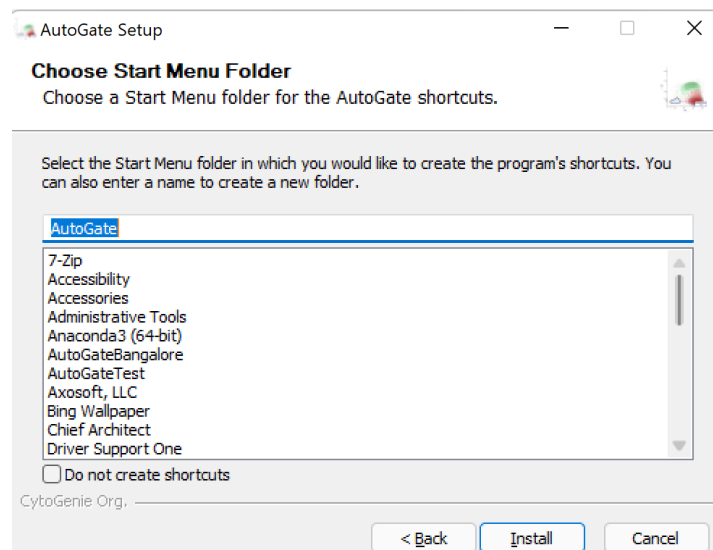 AutoGate Setup
Choose Start Menu Folder
Choose a Start Menu folder for the AutoGate shortcuts.
Select the Start Menu folder in which you would like to create the program's shortcuts. You
can also enter a name to create a new folder.
AutoGate
7-Zip
Accessibility
Accessories
Administrative Tools
Anaconda3 (64-bit)
AutoGateBangalore
AutoGateTest
Axosoft, LLC
Bing Wallpaper
Chief Architect
Driver Support One
Do not create shortcuts
CytoGenie Org.
< Back Install Cancel